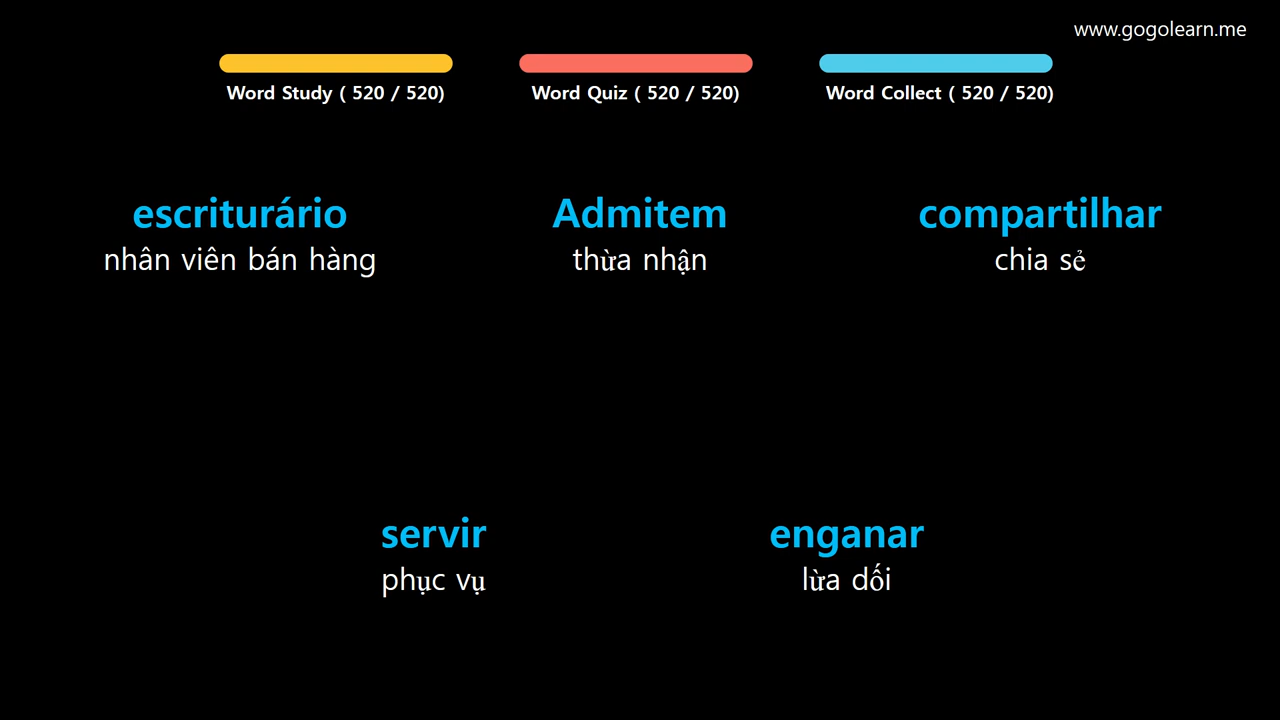 www.gogolearn.me
Word Study ( 520 / 520)
Word Quiz ( 520 / 520)
Word Collect ( 520 / 520)
escriturário
nhân viên bán hàng
Admitem
thừa nhận
compartilhar
chia sẻ
servir
phục vụ
enganar
lừa dối